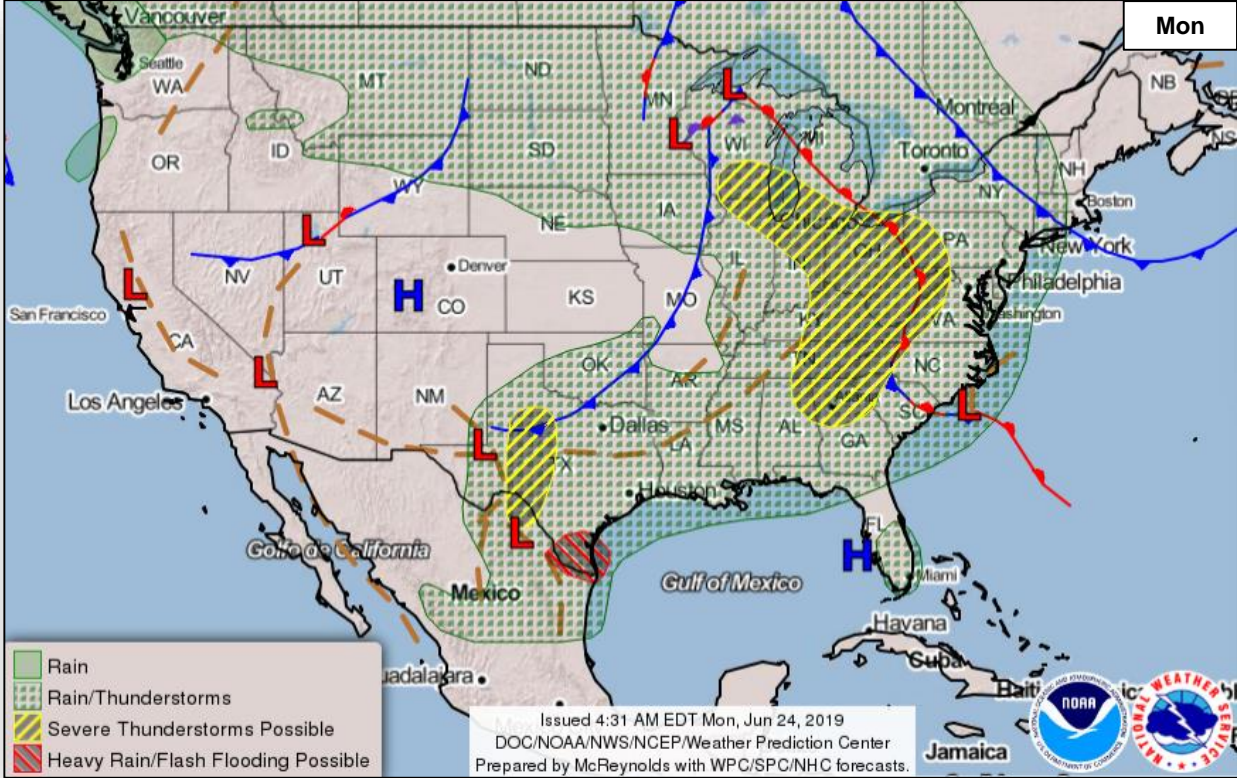 Mon
Vancouver
Seattle
WA
MT
ND
MN
L
Montréal
NB
NS
OR
ID
SD
L
WI
MI
Toronto
NH
WY
NE
IA
NY
Boston
L
PA
New York
NV
UT
Denver
IL
IN
OH
Philadelphia
L
H
CO
KS
MO
Washington
San Francisco
KY
VA
CA
L
OK
TN
NC
Los Angeles
AZ
NM
AR
Atlanta
SC
L
L
Dallas
LA
MS
AL
GA
TX
Houston
FL
L
Golfo de California
H
Miami
Gulf of Mexico
Mexico
Havana
Cuba
uadalajara
Jamaica
Rain
Rain/Thunderstorms
Severe Thunderstorms Possible
Heavy Rain/Flash Flooding Possible
Issued 4:31 AM EDT Mon, Jun 24, 2019
DOC/NOAA/NWS/NCEP/Weather Prediction Center
Prepared by McReynolds with WPC/SPC/NHC forecasts.
NOAA
NATIONAL WEATHER SERVICE